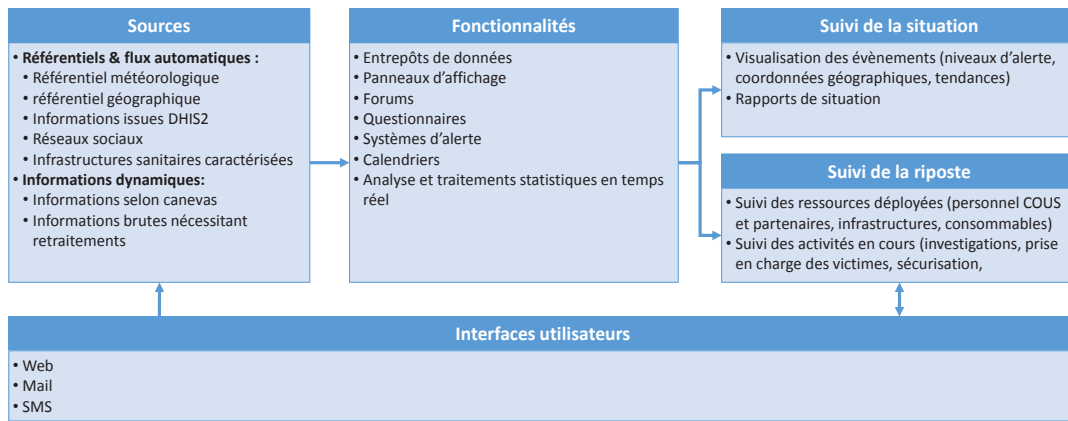 Sources
• Référentiels & flux automatiques :
• Référentiel météorologique
• référentiel géographique
• Informations issues DHIS2
• Réseaux sociaux
• Infrastructures sanitaires caractérisées
• Informations dynamiques:
• Informations selon canevas
• Informations brutes nécessitant
retraitements
Fonctionnalités
• Entrepôts de données
• Panneaux d'affichage
• Forums
• Questionnaires
• Systèmes d'alerte
• Calendriers
• Analyse et traitements statistiques en temps
réel
Suivi de la situation
• Visualisation des évènements (niveaux d'alerte,
coordonnées géographiques, tendances)
• Rapports de situation
Suivi de la riposte
• Suivi des ressources déployées (personnel COUS
et partenaires, infrastructures, consommables)
• Suivi des activités en cours (investigations, prise
en charge des victimes, sécurisation,
Interfaces utilisateurs
• Web
• Mail
• SMS